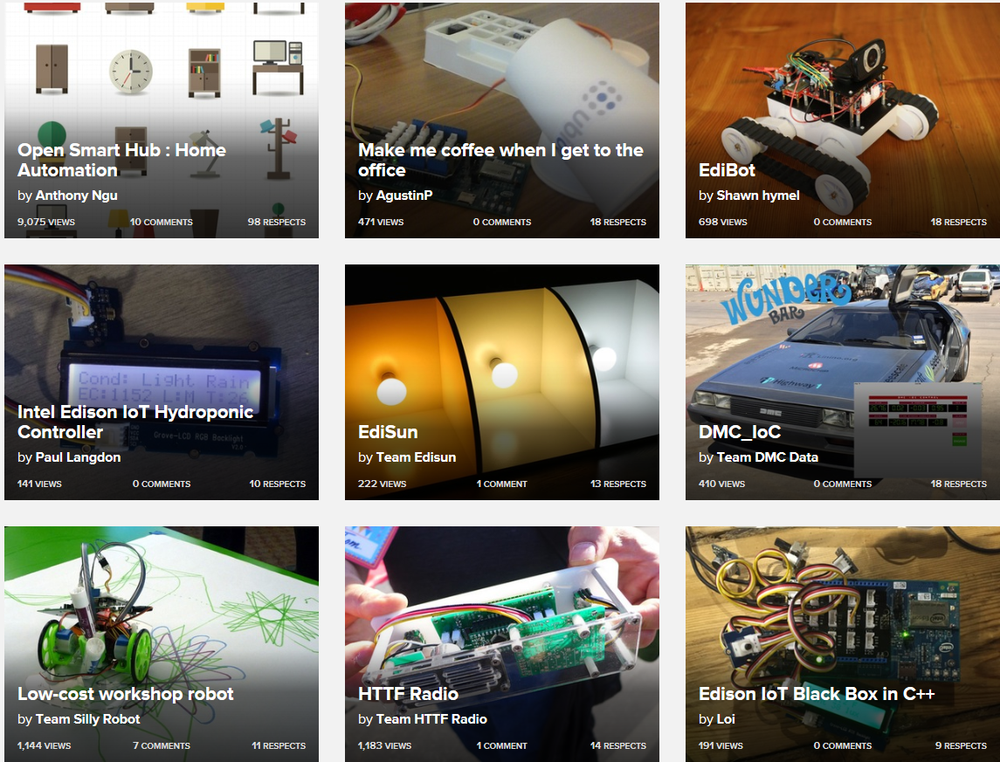 Open Smart Hub : Home
Automation
by Anthony Ngu
9,075 VIEWS 10 COMMENTS 98 RESPECTS
Make me coffee when I get to the
office
by AgustinP
471 VIEWS 0 COMMENTS 18 RESPECTS
EdiBot
by Shawn hymel
698 VIEWS 0 COMMENTS 18 RESPECTS
Cond: Light Rain
EC:1152 L:M T:26
Intel Edison IoT Hydroponic
Controller
Grove-LCD RGB Backlight
by Paul Langdon
141 VIEWS 0 COMMENTS 10 RESPECTS
EdiSun
by Team Edisun
222 VIEWS 1 COMMENT 13 RESPECTS
WUNDER
BAR
Highway1
DMC
DMC_IoC
by Team DMC Data
410 VIEWS 0 COMMENTS 18 RESPECTS
Low-cost workshop robot
by Team Silly Robot
1,144 VIEWS 7 COMMENTS 11 RESPECTS
HTTF Radio
by Team HTTF Radio
1,183 VIEWS 1 COMMENT 14 RESPECTS
Edison IoT Black Box in C++
by Loi
191 VIEWS 0 COMMENTS 9 RESPECTS